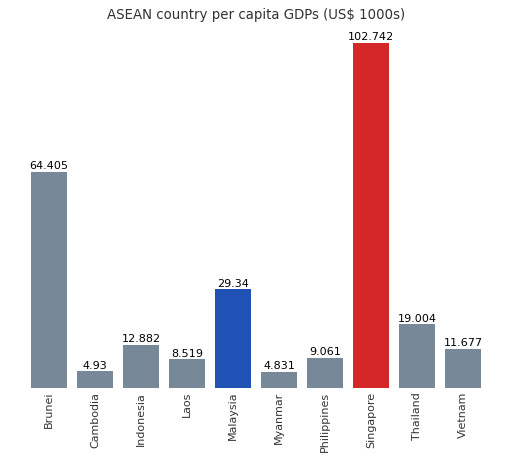 ASEAN country per capita GDPs (US$ 1000s)
102.742
64.405
29.34
19.004
12.882
11.677
9.061
8.519
4.93
4.831
Brunei
Cambodia
Indonesia
Laos
Malaysia
Myanmar
Philippines
Singapore
Thailand
Vietnam